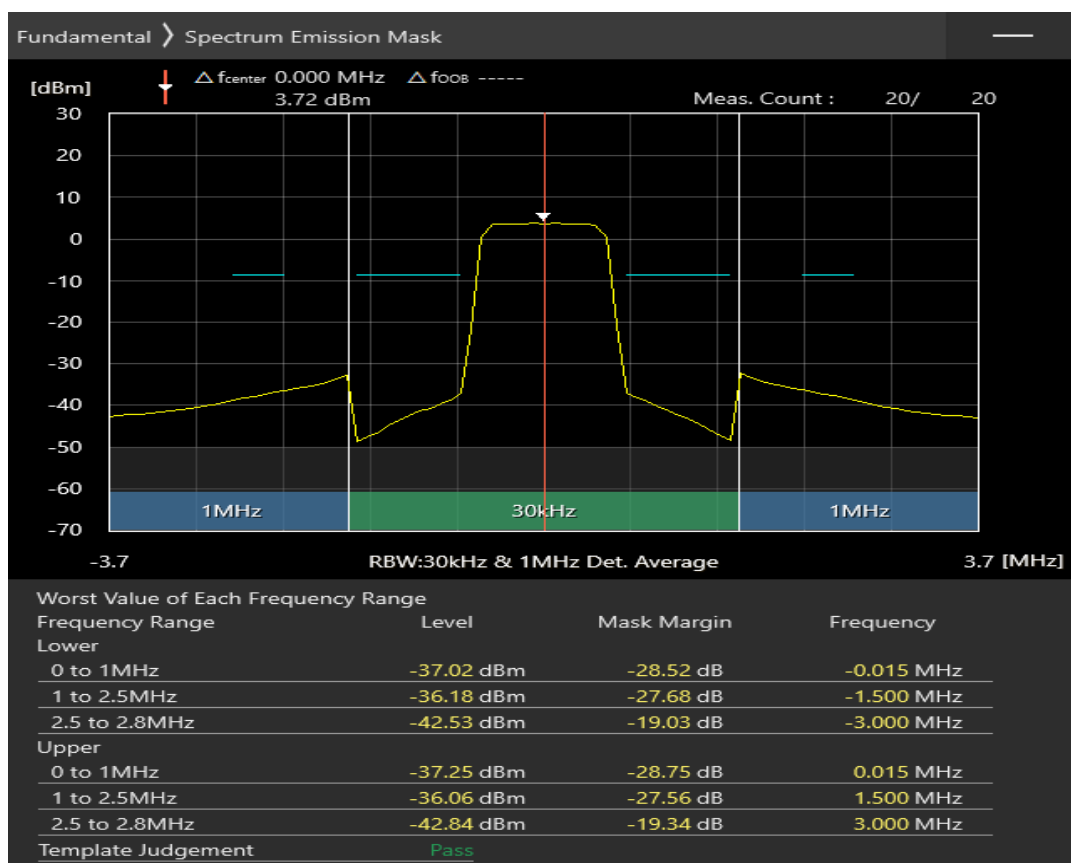 Fundamental 〉 Spectrum Emission Mask
[dBm] △ fcenter 0.000 MHz △ fOOB -----
3.72 dBm Meas. Count : 20/ 20
30
20
10
0
-10
-20
-30
-40
-50
-60
1MHz 30kHz 1MHz
-70
-3.7 RBW:30kHz & 1MHz Det. Average 3.7 [MHz]
Worst Value of Each Frequency Range
Frequency Range Level Mask Margin Frequency
Lower
0 to 1MHz -37.02 dBm -28.52 dB -0.015 MHz
1 to 2.5MHz -36.18 dBm -27.68 dB -1.500 MHz
2.5 to 2.8MHz -42.53 dBm -19.03 dB -3.000 MHz
Upper
0 to 1MHz -37.25 dBm -28.75 dB 0.015 MHz
1 to 2.5MHz -36.06 dBm -27.56 dB 1.500 MHz
2.5 to 2.8MHz -42.84 dBm -19.34 dB 3.000 MHz
Template Judgement Pass